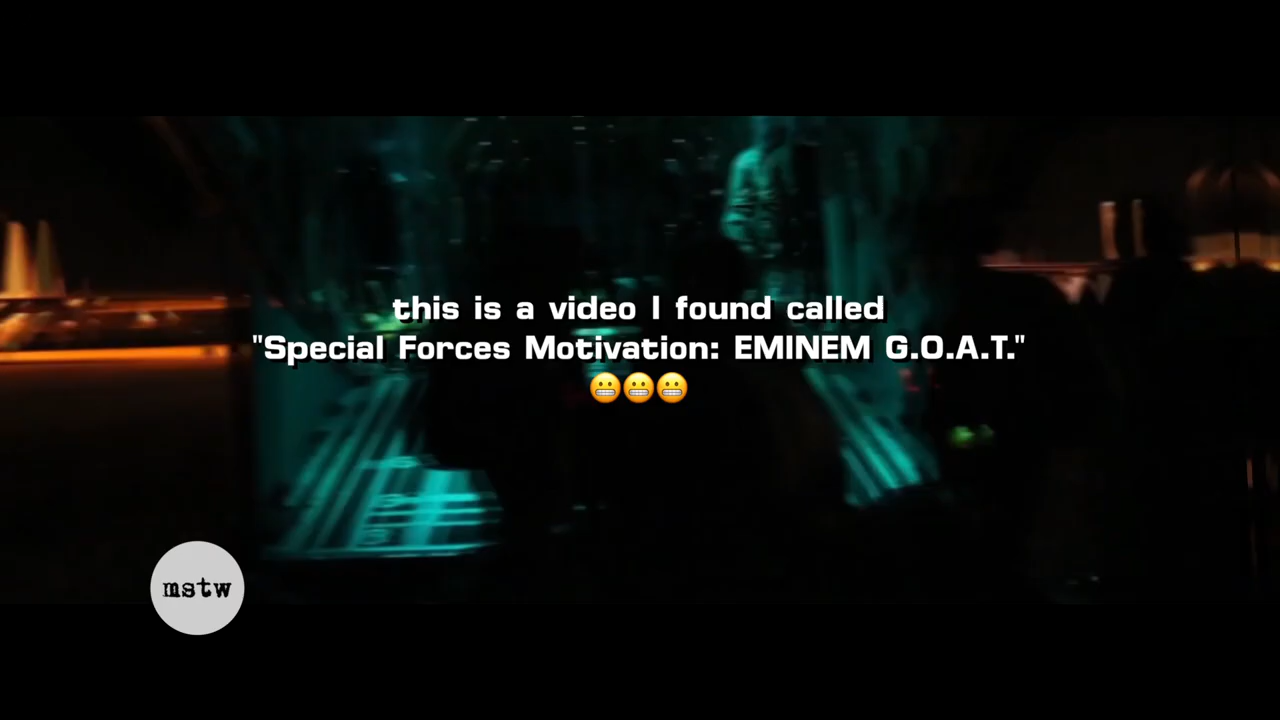 this is a video I found called
"Special Forces Motivation: EMINEM G.O.A.T."
😬😬😬
mstw